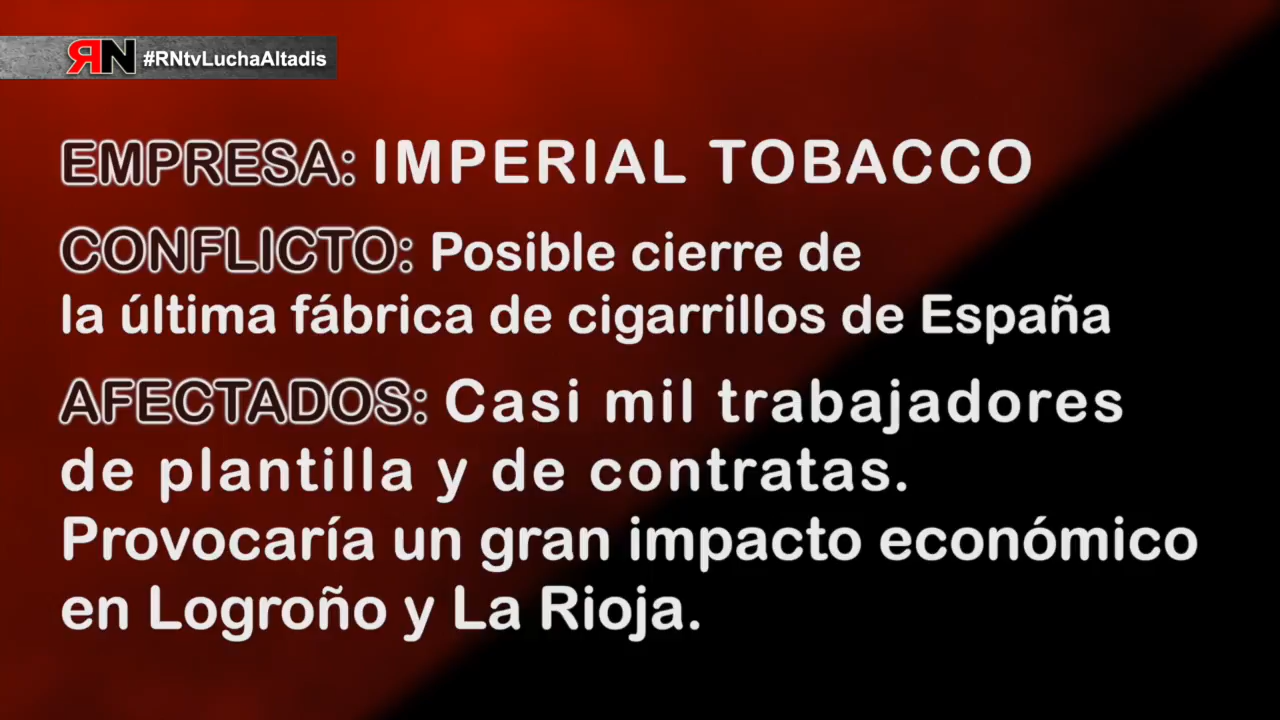 RN #RNtvLuchaAltadis
EMPRESA: IMPERIAL TOBACCO
CONFLICTO: Posible cierre de
la última fábrica de cigarrillos de España
AFECTADOS: Casi mil trabajadores
de plantilla y de contratas.
Provocaría un gran impacto económico
en Logroño y La Rioja.